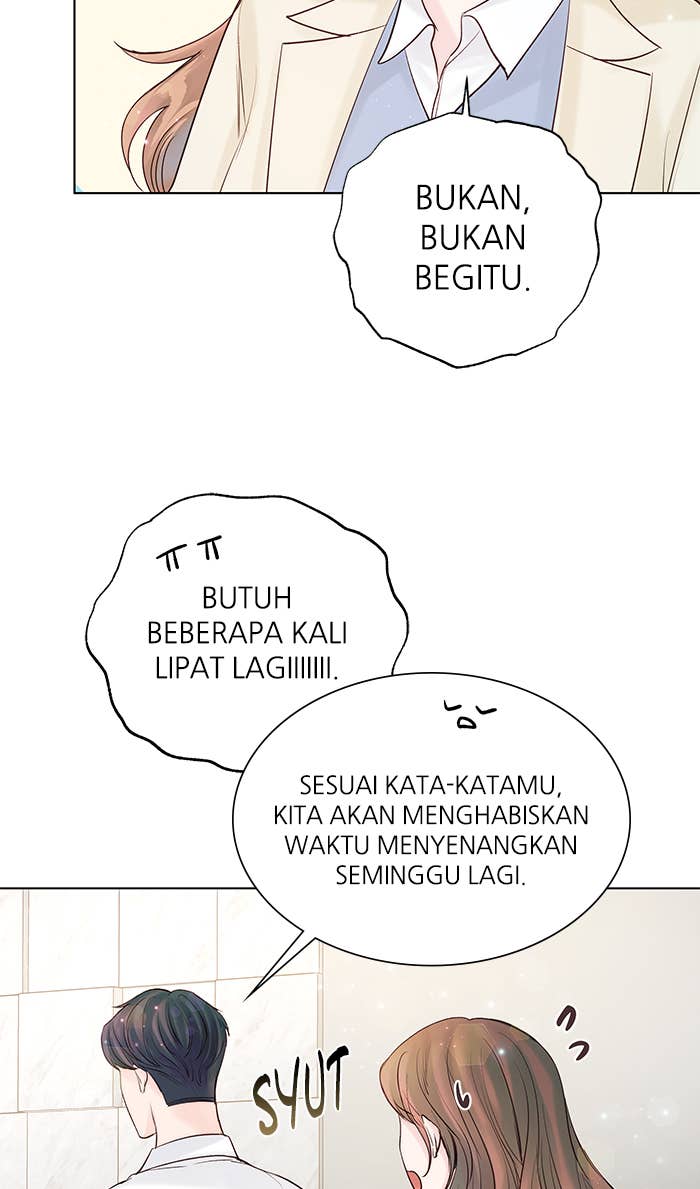 BUKAN,
BUKAN
BEGITU.
ㅠㅠ
BUTUH
BEBERAPA KALI
LIPAT LAGIIIIIII.
SESUAI KATA-KATAMU,
KITA AKAN MENGHABISKAN
WAKTU MENYENANGKAN
SEMINGGU LAGI.
SYUT